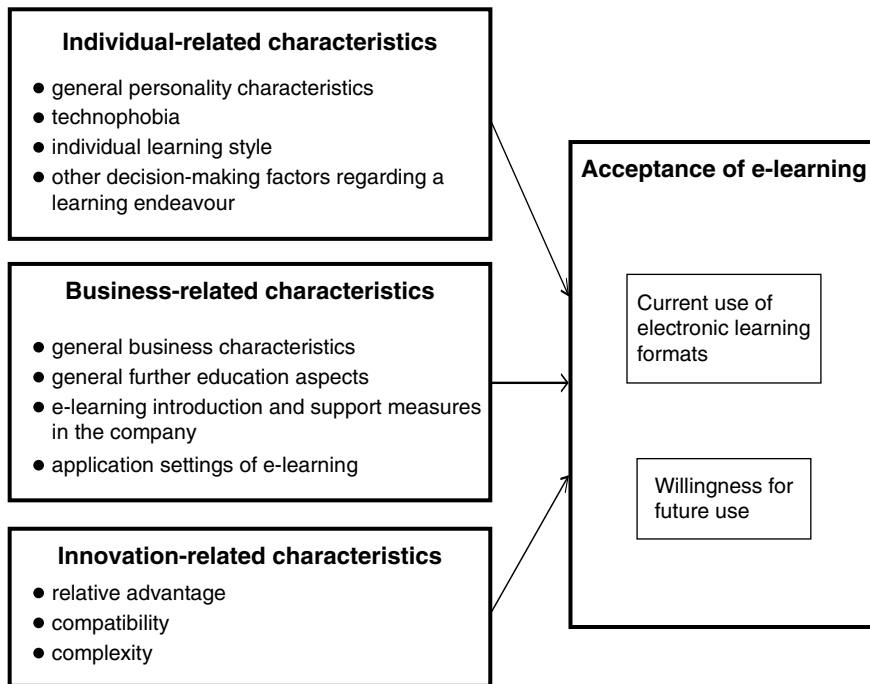 Individual-related characteristics
● general personality characteristics
● technophobia
● individual learning style
● other decision-making factors regarding a
learning endeavour
Business-related characteristics
● general business characteristics
● general further education aspects
● e-learning introduction and support measures
in the company
● application settings of e-learning
Innovation-related characteristics
● relative advantage
● compatibility
● complexity
Acceptance of e-learning
Current use of
electronic learning
formats
Willingness for
future use